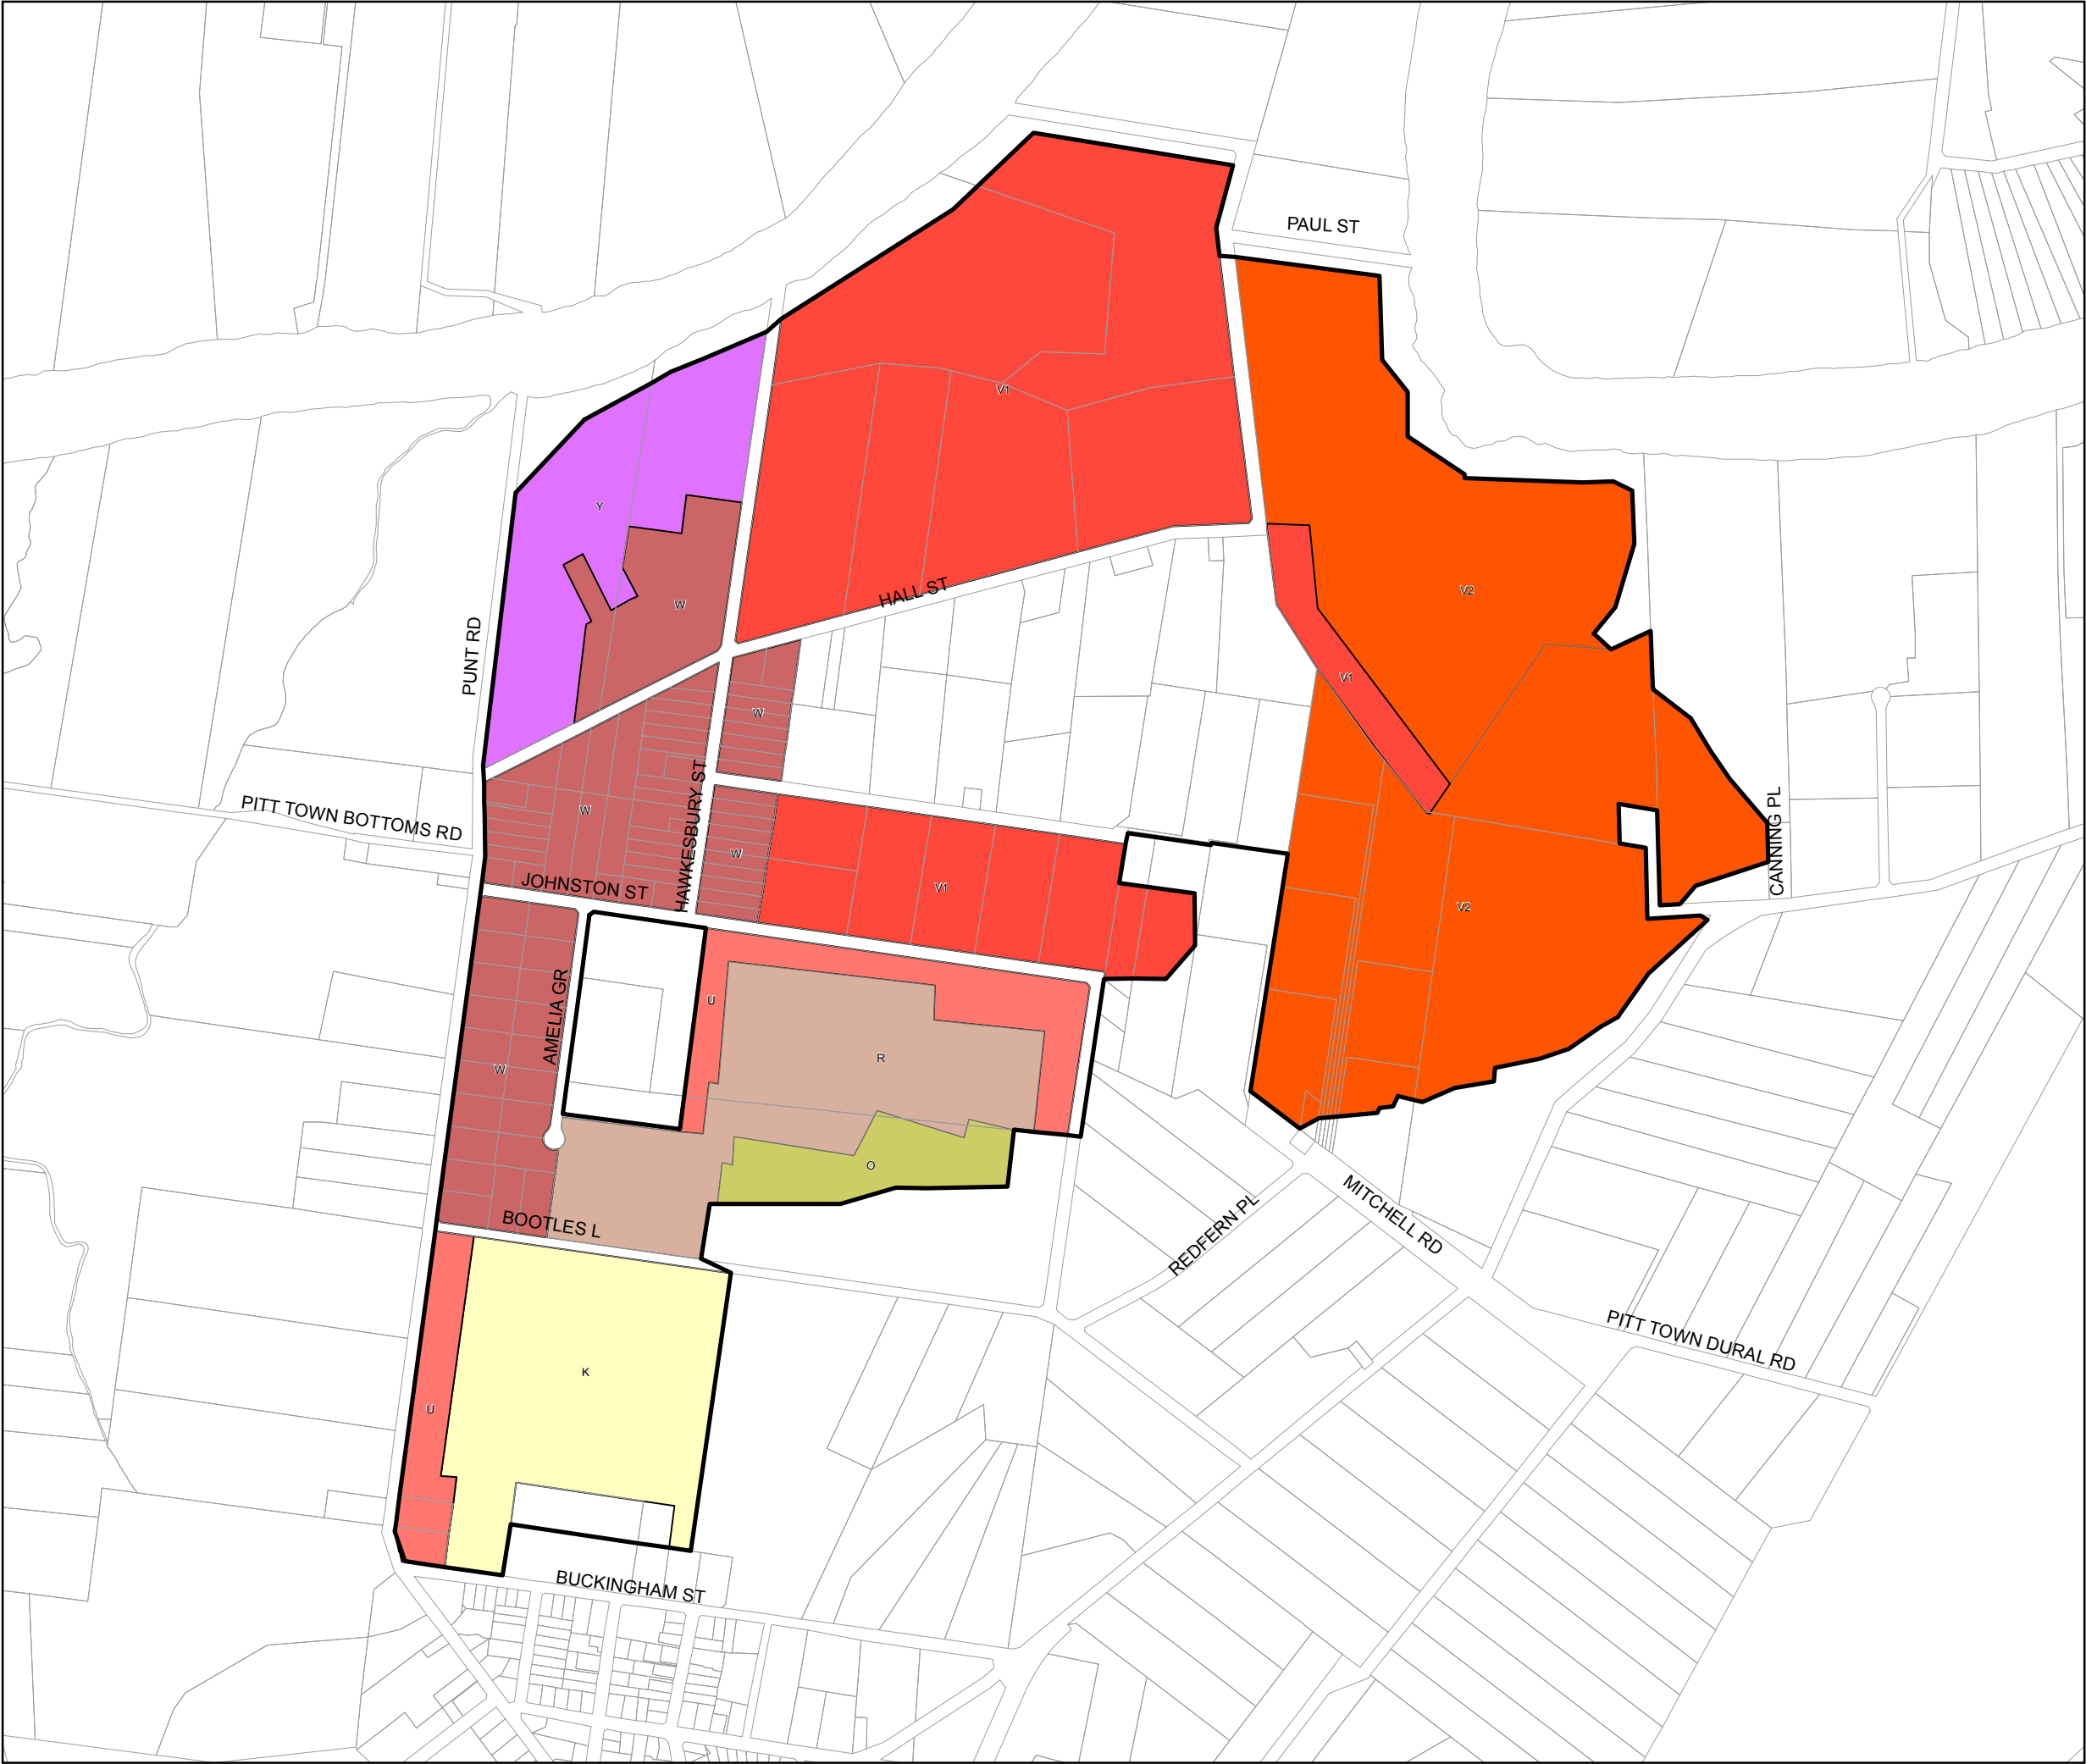 PAUL ST
V1
Y
V2
HALL ST
W
PUNT RD
V1
W
HAWKESBURY ST
CANNING PL
W
PITT TOWN BOTTOMS RD
W
JOHNSTON ST
V1
V2
AMELIA GR
U
R
W
O
REDFERN PL
MITCHELL RD
BOOTLES L
PITT TOWN DURAL RD
K
U
BUCKINGHAM ST